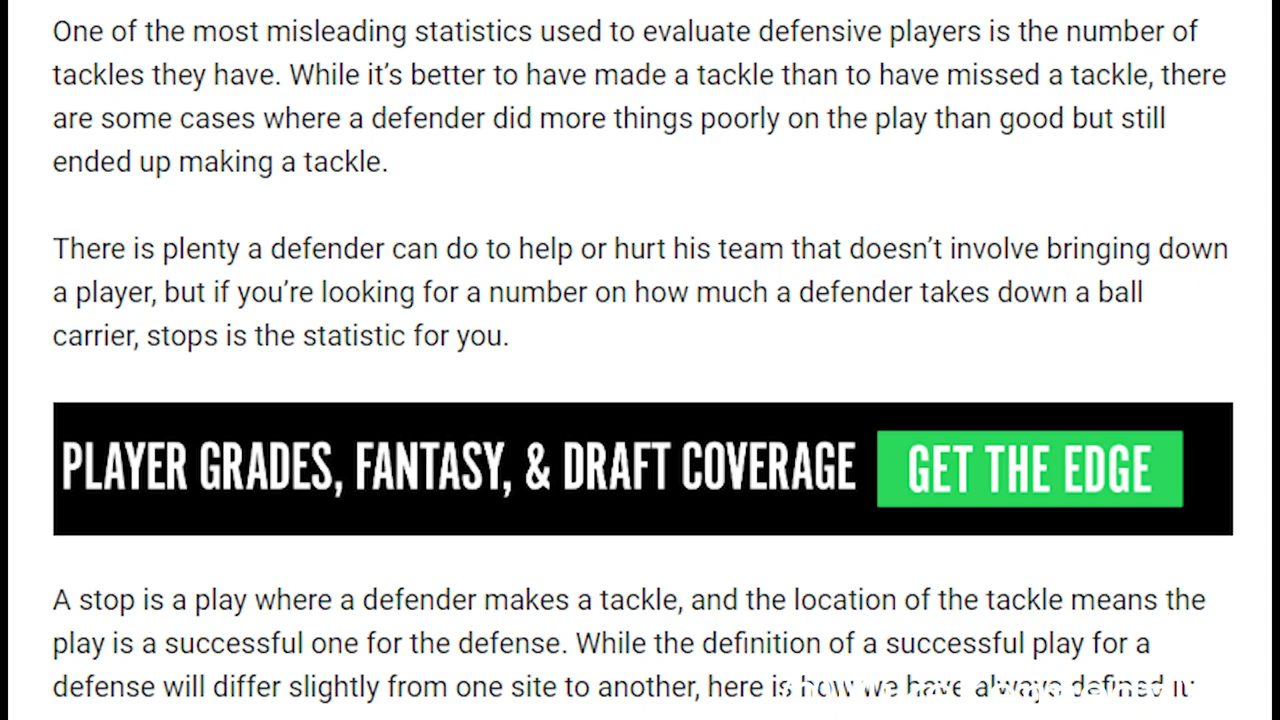 One of the most misleading statistics used to evaluate defensive players is the number of
tackles they have. While it’s better to have made a tackle than to have missed a tackle, there
are some cases where a defender did more things poorly on the play than good but still
ended up making a tackle.
There is plenty a defender can do to help or hurt his team that doesn’t involve bringing down
a player, but if you’re looking for a number on how much a defender takes down a ball
carrier, stops is the statistic for you.
PLAYER GRADES, FANTASY, & DRAFT COVERAGE GET THE EDGE
A stop is a play where a defender makes a tackle, and the location of the tackle means the
play is a successful one for the defense. While the definition of a successful play for a
defense will differ slightly from one site to another, here is how we have always defined it: